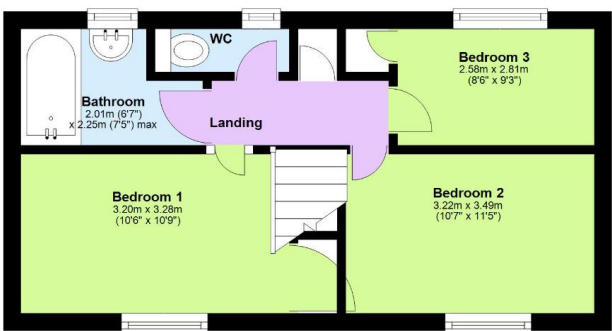 WC
Bedroom 3
2.58m x 2.81m
(8'6" x 9'3")
Bathroom
2.01m (6'7")
x 2.25m (7'5") max
Landing
Bedroom 1
3.20m x 3.28m
(10'6" x 10'9")
Bedroom 2
3.22m x 3.49m
(10'7" x 11'5")